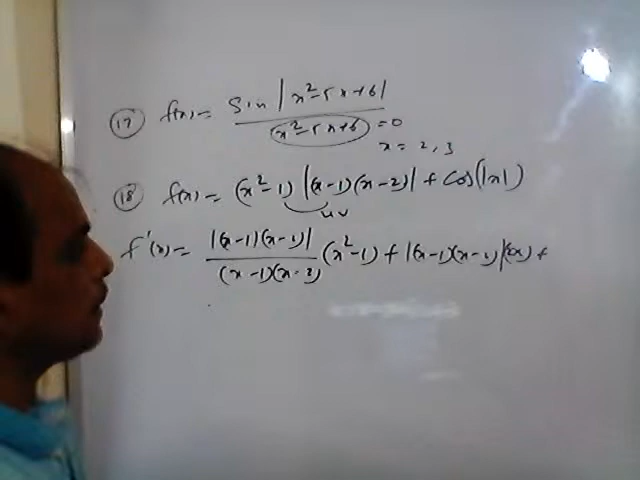 (17) f(x) = sin|x²-5x+6| / x²-5x+6 = 0
x = 2, 3
(18) f(x) = (x²-1) |(x-1)(x-2)| + cos(|x|)
uv
f'(x) = |(x-1)(x-2)| / (x-1)(x-2) (x²-1) + |(x-1)(x-2)|(2x) +